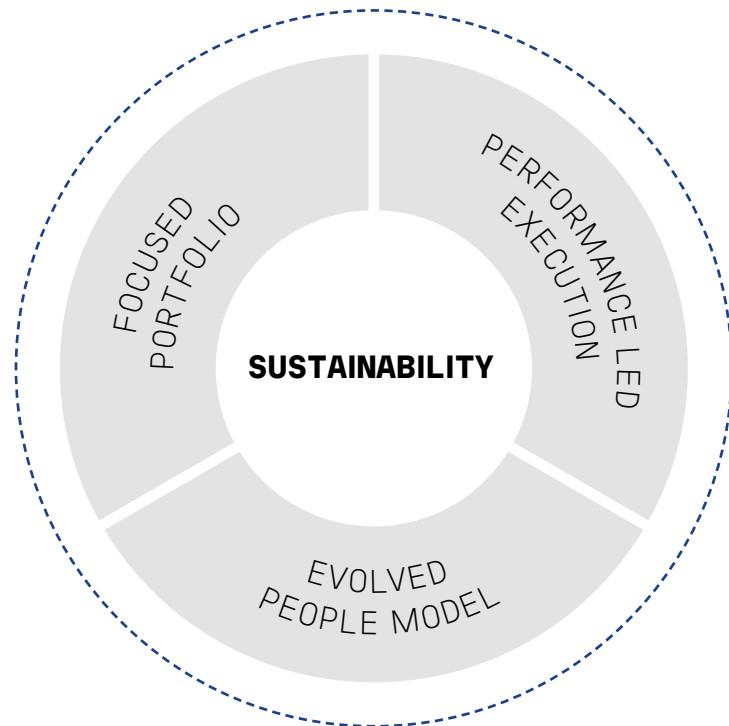 FOCUSED
PORTFOLIO
PERFORMANCE LED
EXECUTION
SUSTAINABILITY
EVOLVED
PEOPLE MODEL